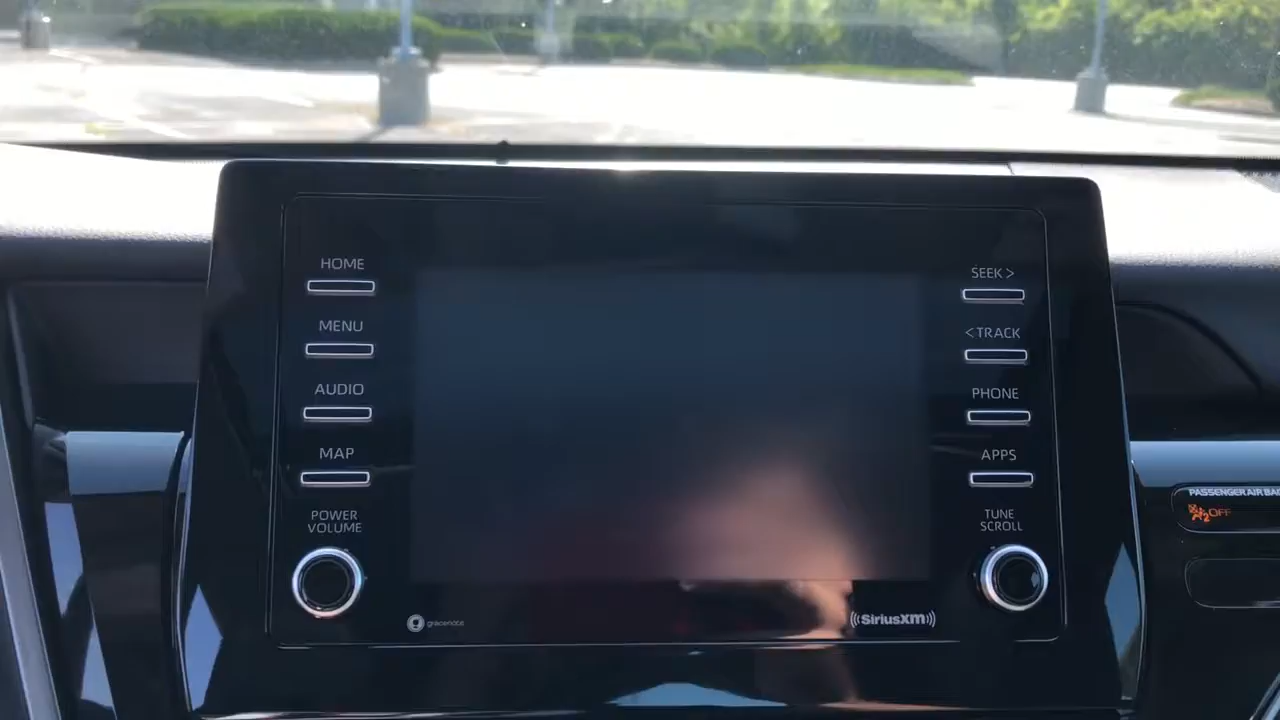 HOME
SEEK >
MENU
< TRACK
AUDIO
PHONE
MAP
APPS
POWER
VOLUME
TUNE
SCROLL
PASSENGER AIR BAG
OFF
gracenote
SiriusXM